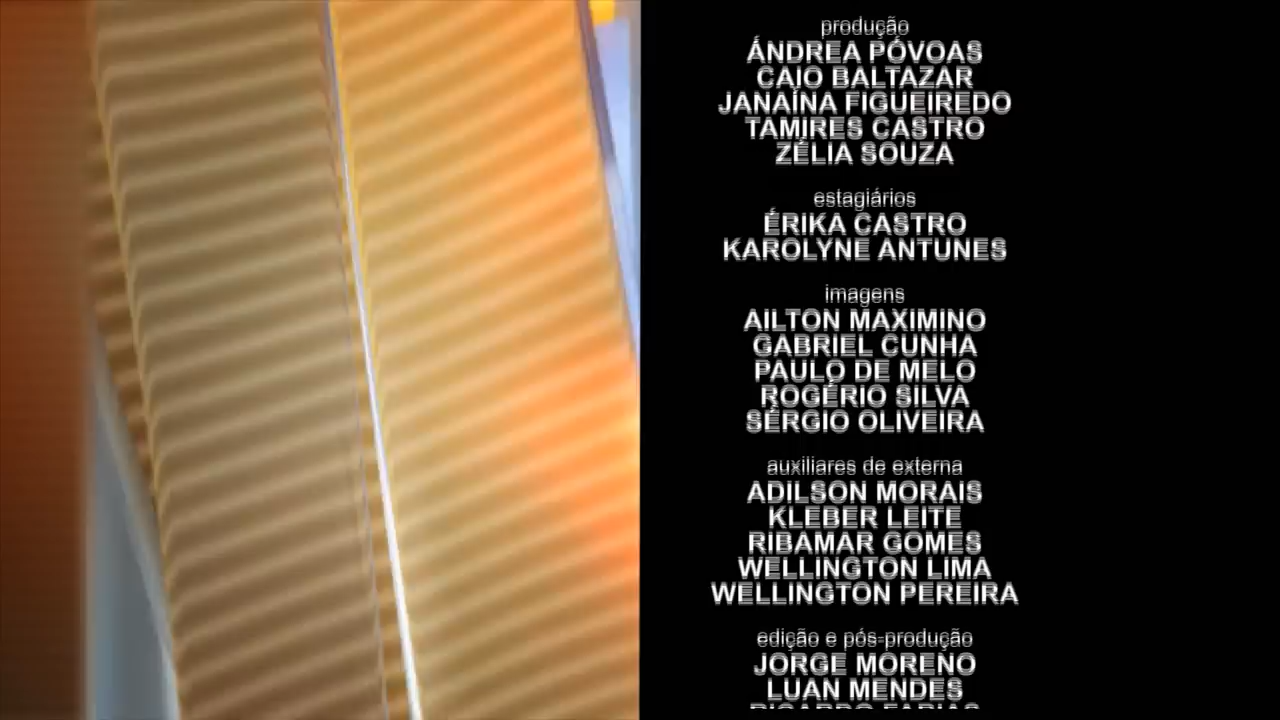 produção
ÁNDREA PÓVOAS
CAIO BALTAZAR
JANAÍNA FIGUEIREDO
TAMIRES CASTRO
ZÉLIA SOUZA
estagiários
ÉRIKA CASTRO
KAROLYNE ANTUNES
imagens
AILTON MAXIMINO
GABRIEL CUNHA
PAULO DE MELO
ROGÉRIO SILVA
SÉRGIO OLIVEIRA
auxiliares de externa
ADILSON MORAIS
KLEBER LEITE
RIBAMAR GOMES
WELLINGTON LIMA
WELLINGTON PEREIRA
edição e pós-produção
JORGE MORENO
LUAN MENDES